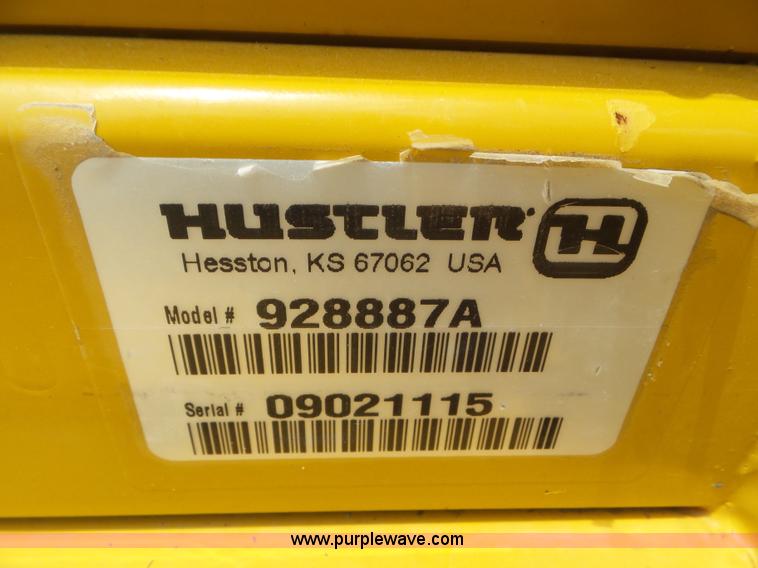 HUSTLER
H
Hesston, KS 67062 USA
Model # 928887A
Serial # 09021115
www.purplewave.com